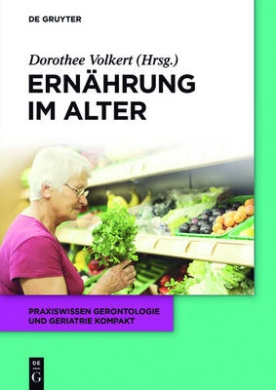 DE GRUYTER
Dorothee Volkert (Hrsg.)
ERNÄHRUNG
IM ALTER
PRAXISWISSEN GERONTOLOGIE
UND GERIATRIE KOMPAKT
DE
G